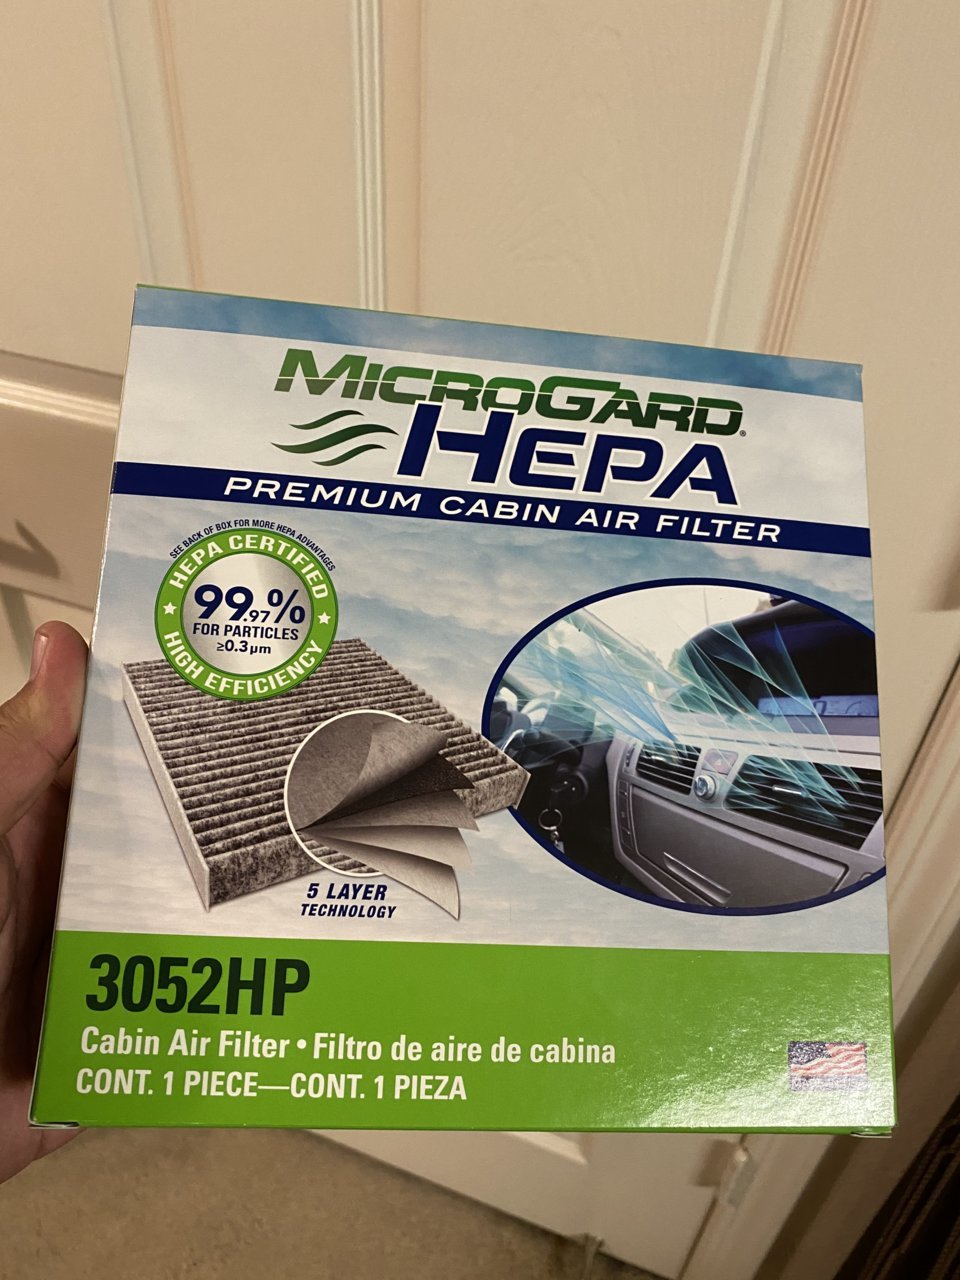 MICROGARD®
HEPA
PREMIUM CABIN AIR FILTER
SEE BACK OF BOX FOR MORE HEPA ADVANTAGES
HEPA CERTIFIED
99.97%
FOR PARTICLES
≥0.3µm
HIGH EFFICIENCY
5 LAYER
TECHNOLOGY
3052HP
Cabin Air Filter • Filtro de aire de cabina
CONT. 1 PIECE—CONT. 1 PIEZA